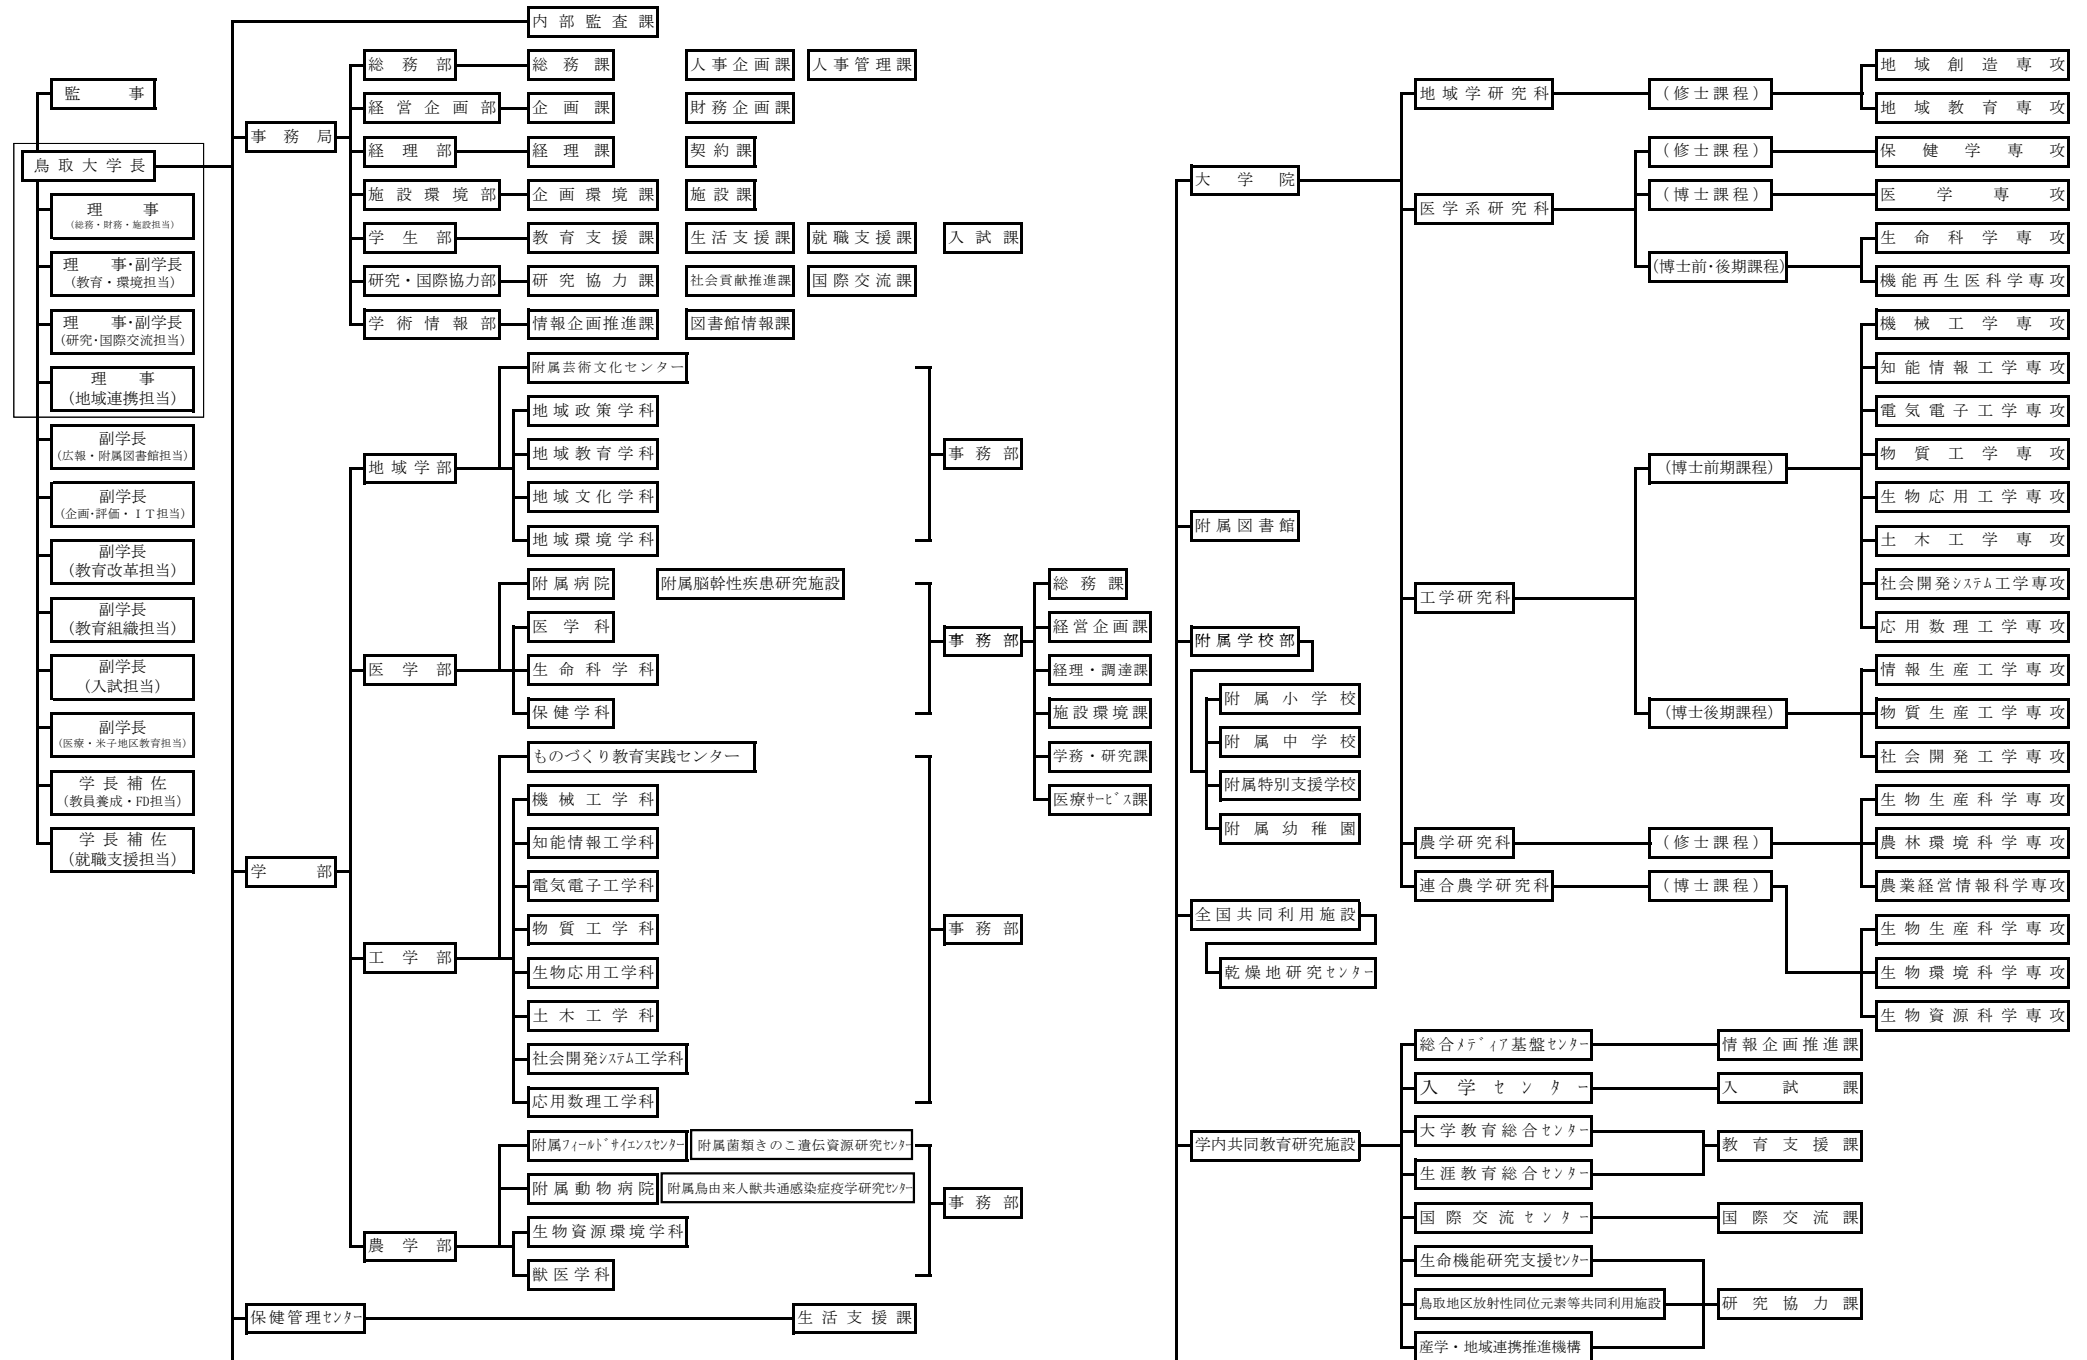 内部監査課
監事
鳥取大学長
理事
(総務・財務・施設担当)
理事・副学長
(教育・環境担当)
理事・副学長
(研究・国際交流担当)
理事
(地域連携担当)
副学長
(広報・附属図書館担当)
副学長
(企画・評価・ＩＴ担当)
副学長
(教育改革担当)
副学長
(教育組織担当)
副学長
(入試担当)
副学長
(医療・米子地区教育担当)
学長補佐
(教員養成・FD担当)
学長補佐
(就職支援担当)
事務局
総務部 総務課 人事企画課 人事管理課
経営企画部 企画課 財務企画課
経理部 経理課 契約課
施設環境部 企画環境課 施設課
学生部 教育支援課 生活支援課 就職支援課 入試課
研究・国際協力部 研究協力課 社会貢献推進課 国際交流課
学術情報部 情報企画推進課 図書館情報課
学部
地域学部
附属芸術文化センター
地域政策学科
地域教育学科
地域文化学科
地域環境学科
事務部
医学部
附属病院 附属脳幹性疾患研究施設
医学科
生命科学科
保健学科
事務部
総務課
経営企画課
経理・調達課
施設環境課
学務・研究課
医療ｻｰﾋﾞｽ課
工学部
ものづくり教育実践センター
機械工学科
知能情報工学科
電気電子工学科
物質工学科
生物応用工学科
土木工学科
社会開発ｼｽﾃﾑ工学科
応用数理工学科
事務部
農学部
附属ﾌｨｰﾙﾄﾞｻｲｴﾝｽｾﾝﾀｰ 附属菌類きのこ遺伝資源研究ｾﾝﾀｰ
附属動物病院 附属鳥由来人獣共通感染症疫学研究ｾﾝﾀｰ
生物資源環境学科
獣医学科
事務部
保健管理ｾﾝﾀｰ 生活支援課
大学院
地域学研究科 (修士課程)
地域創造専攻
地域教育専攻
医学系研究科
(修士課程) 保健学専攻
(博士課程) 医学専攻
(博士前・後期課程)
生命科学専攻
機能再生医科学専攻
工学研究科
(博士前期課程)
機械工学専攻
知能情報工学専攻
電気電子工学専攻
物質工学専攻
生物応用工学専攻
土木工学専攻
社会開発ｼｽﾃﾑ工学専攻
応用数理工学専攻
(博士後期課程)
情報生産工学専攻
物質生産工学専攻
社会開発工学専攻
農学研究科 (修士課程)
生物生産科学専攻
農林環境科学専攻
農業経営情報科学専攻
連合農学研究科 (博士課程)
生物生産科学専攻
生物環境科学専攻
生物資源科学専攻
附属図書館
附属学校部
附属小学校
附属中学校
附属特別支援学校
附属幼稚園
全国共同利用施設
乾燥地研究ｾﾝﾀｰ
学内共同教育研究施設
総合ﾒﾃﾞｨｱ基盤ｾﾝﾀｰ 情報企画推進課
入学ｾﾝﾀｰ 入試課
大学教育総合ｾﾝﾀｰ
生涯教育総合ｾﾝﾀｰ
教育支援課
国際交流ｾﾝﾀｰ 国際交流課
生命機能研究支援ｾﾝﾀｰ
鳥取地区放射性同位元素等共同利用施設
産学・地域連携推進機構
研究協力課